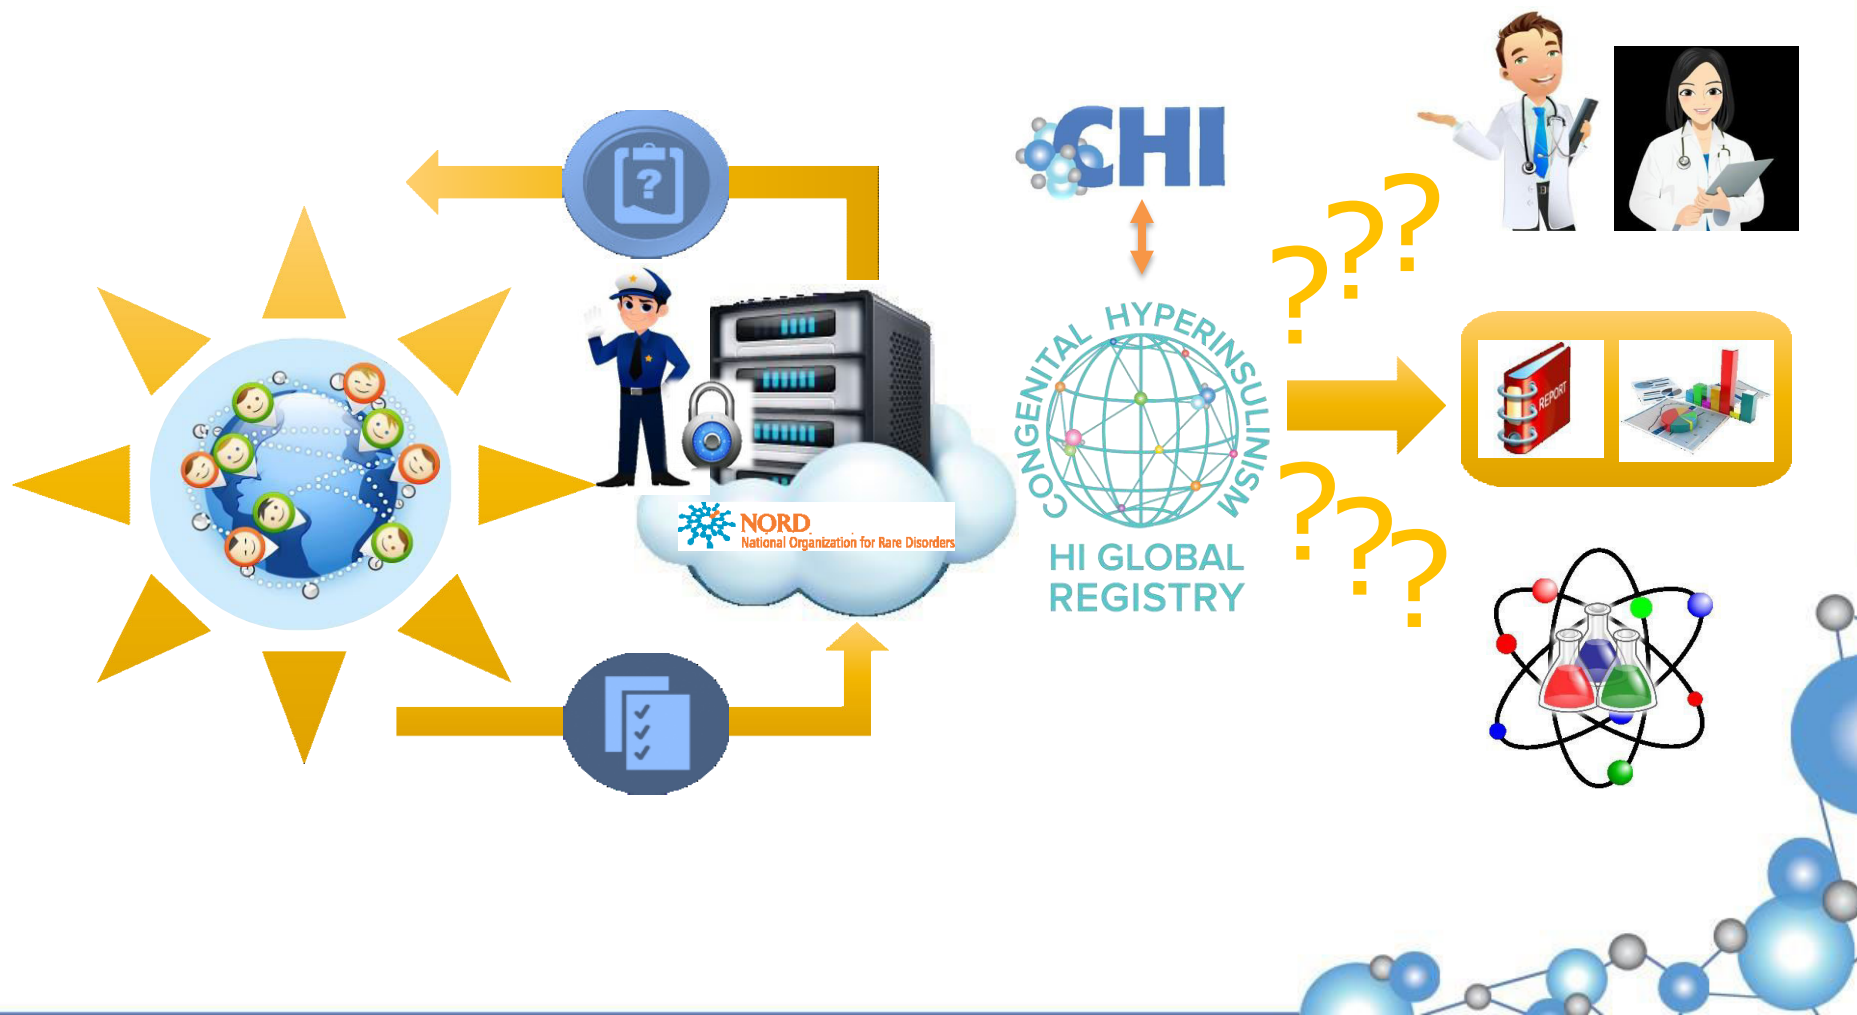 ?
CHI
???
CONGENITAL HYPERINSULINISM
REPORT
NORD
National Organization for Rare Disorders
HI GLOBAL
REGISTRY
???